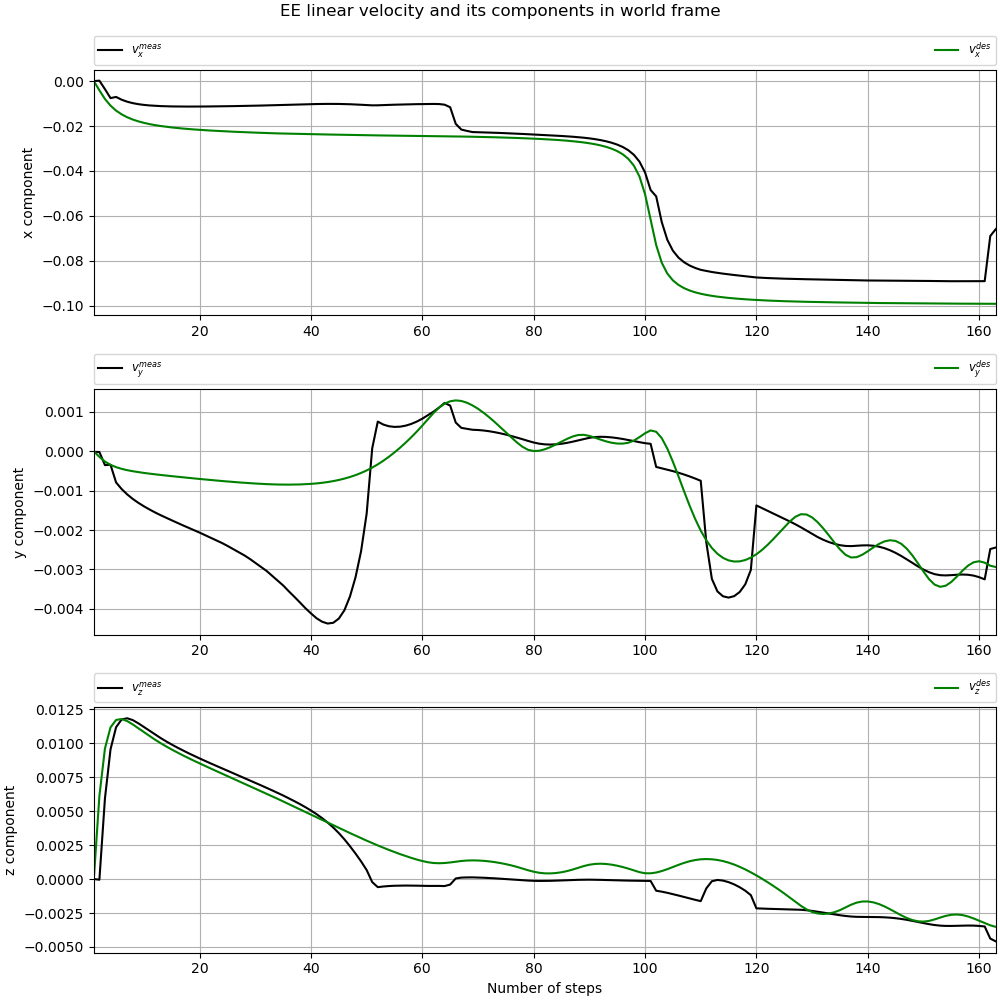 EE linear velocity and its components in world frame
v_x^meas v_x^des
0.00
−0.02
−0.04
−0.06
−0.08
−0.10
x component
20 40 60 80 100 120 140 160
v_y^meas v_y^des
0.001
0.000
−0.001
−0.002
−0.003
−0.004
y component
20 40 60 80 100 120 140 160
v_z^meas v_z^des
0.0125
0.0100
0.0075
0.0050
0.0025
0.0000
−0.0025
−0.0050
z component
20 40 60 80 100 120 140 160
Number of steps